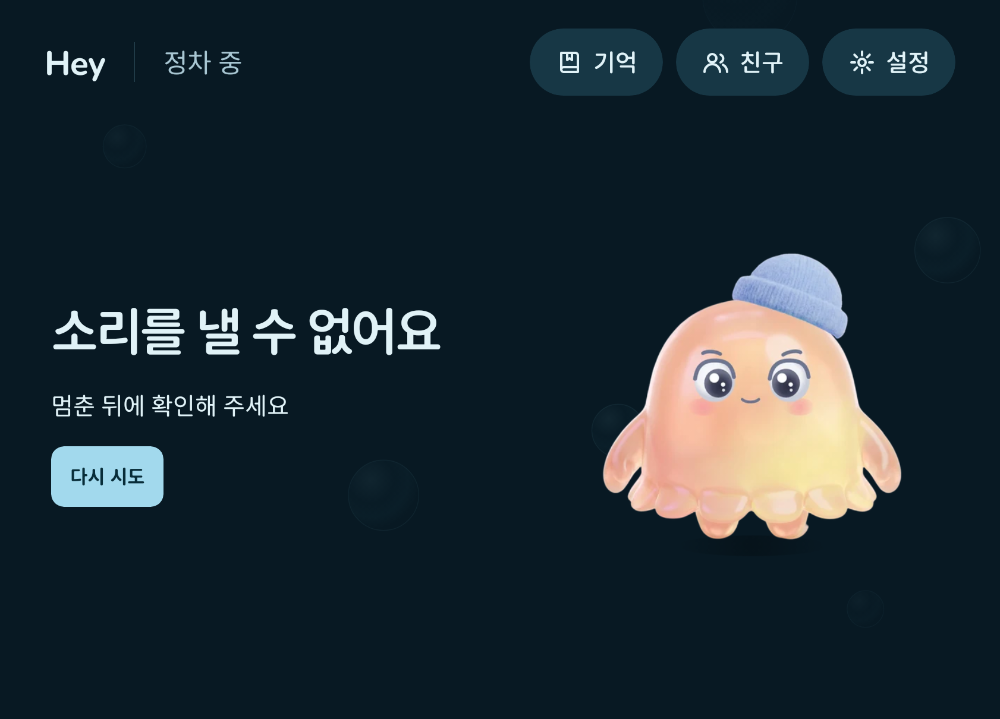 Hey
정차 중
기억
친구
설정
소리를 낼 수 없어요
멈춘 뒤에 확인해 주세요
다시 시도